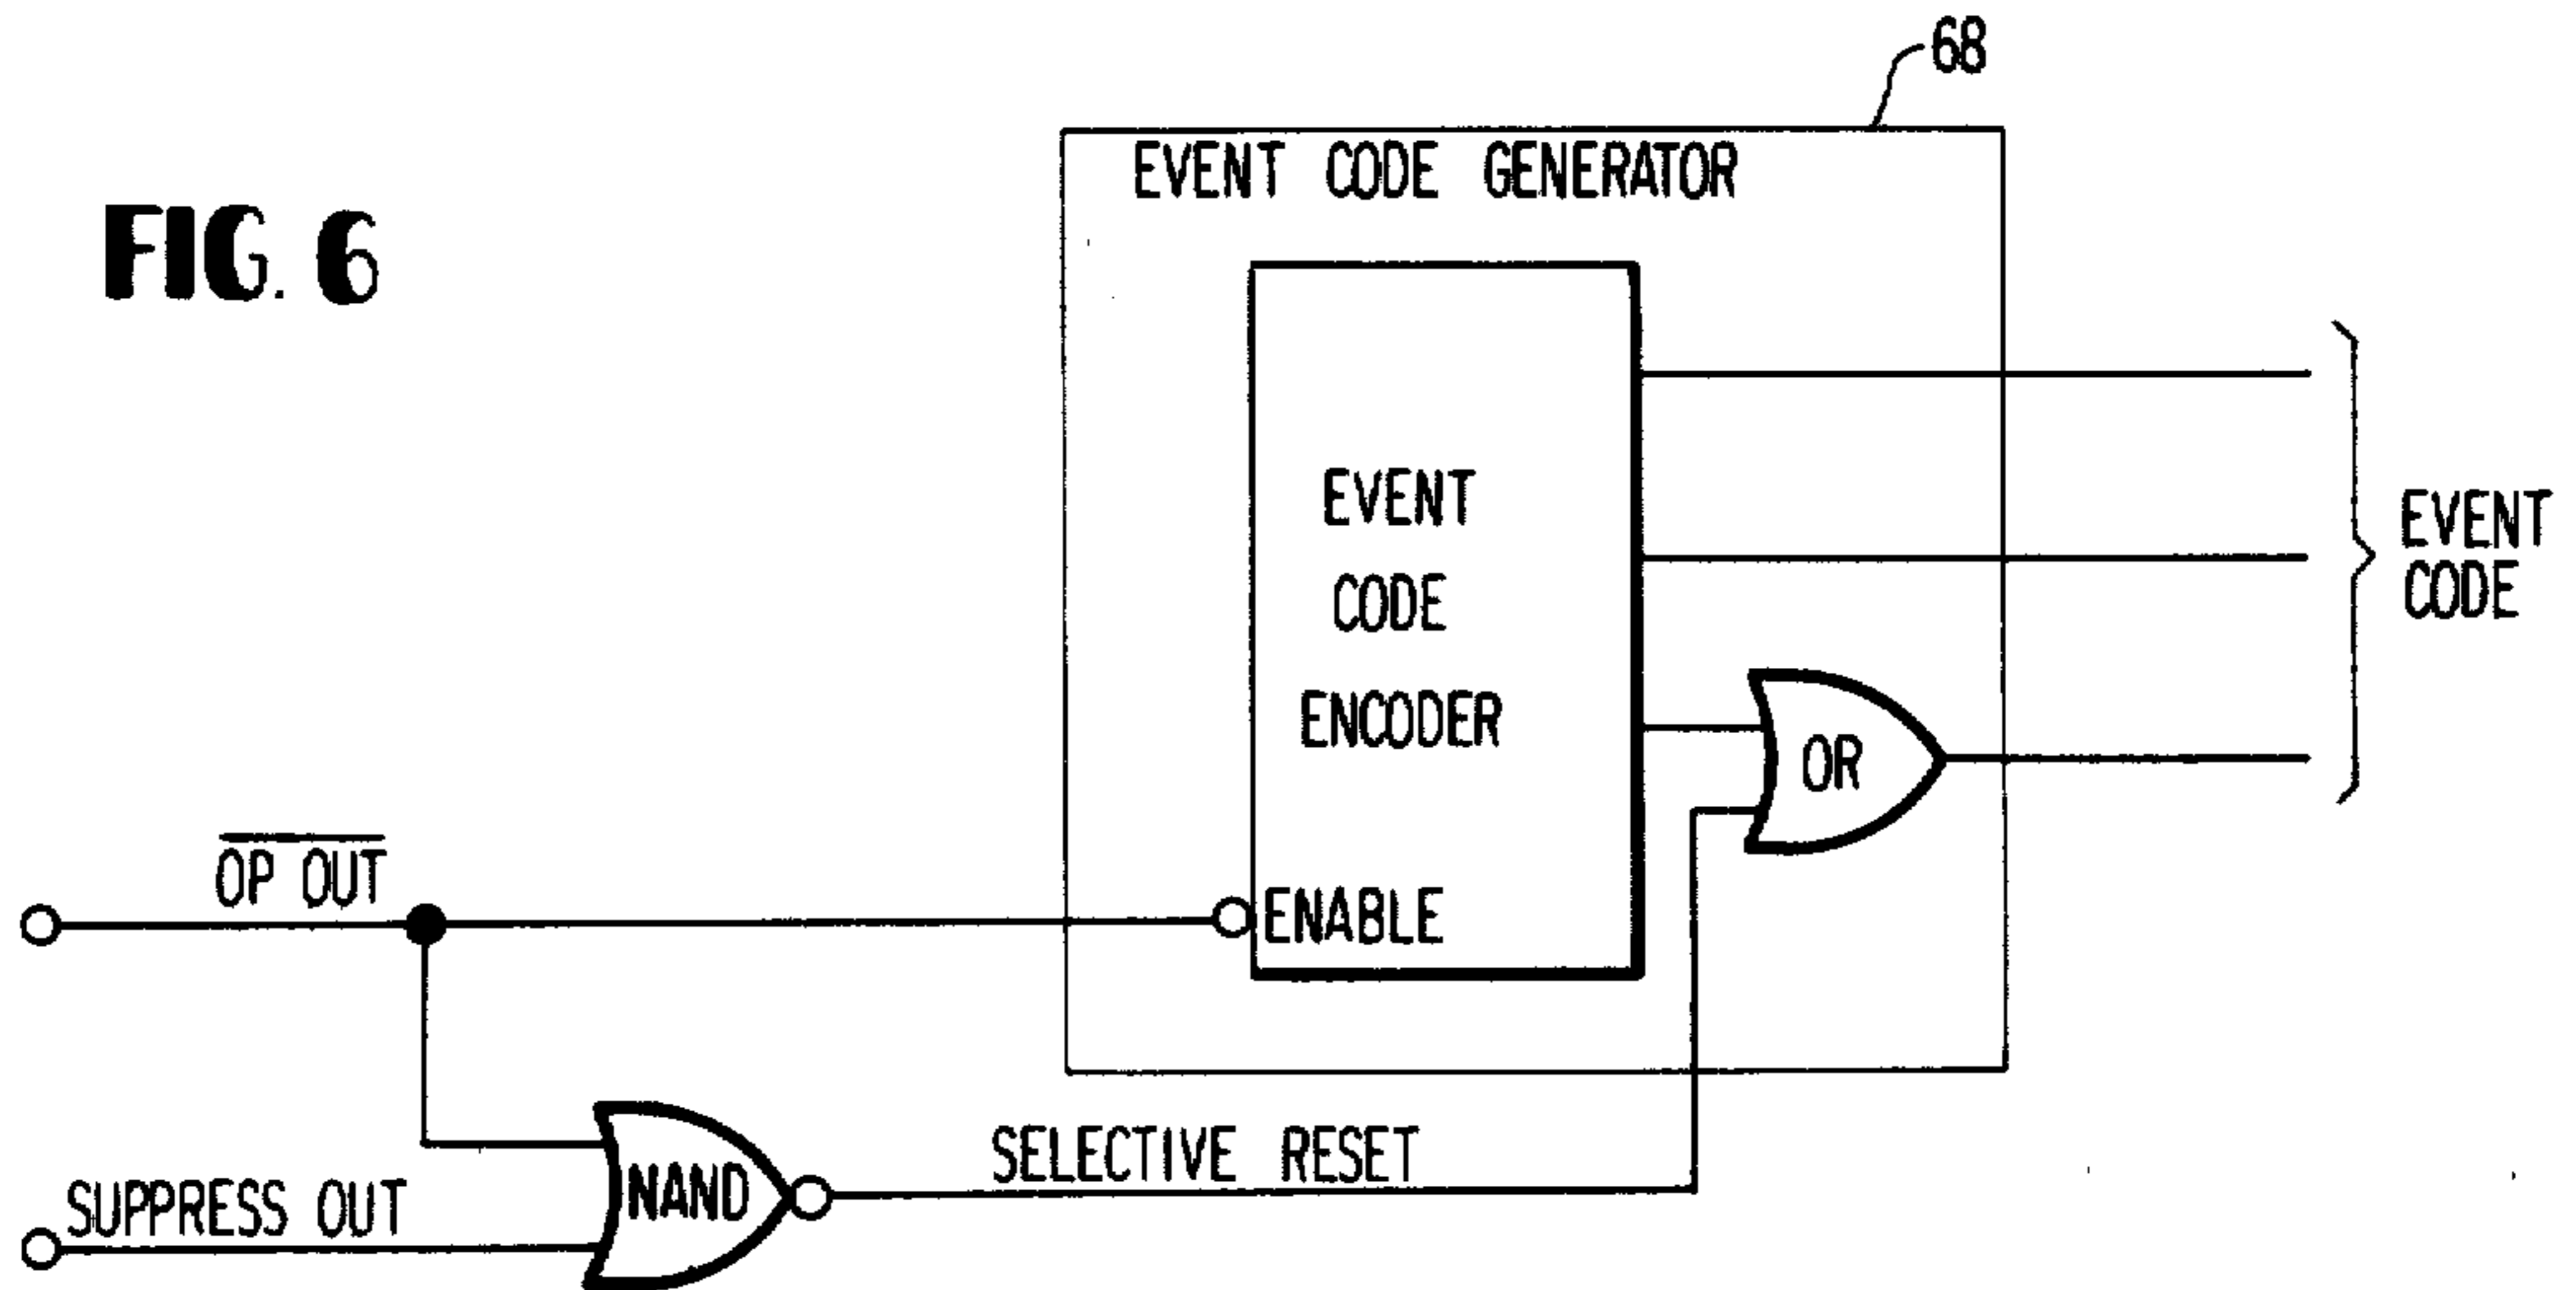 68
EVENT CODE GENERATOR
FIG. 6
EVENT
CODE
ENCODER
EVENT
CODE
OR
OP OUT
ENABLE
SELECTIVE RESET
NAND
SUPPRESS OUT